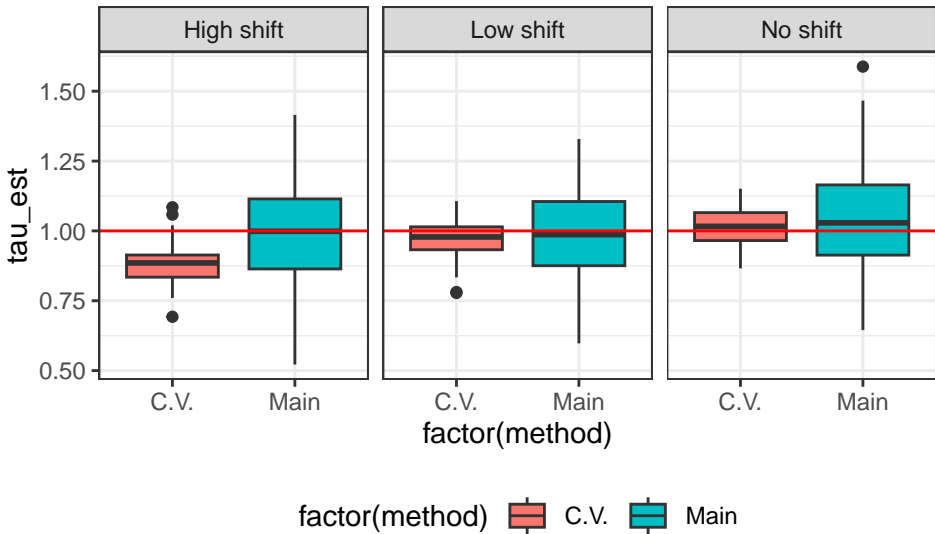 High shift Low shift No shift
1.50
1.25
1.00
0.75
0.50
tau_est
C.V. Main C.V. Main C.V. Main
factor(method)
factor(method) C.V. Main